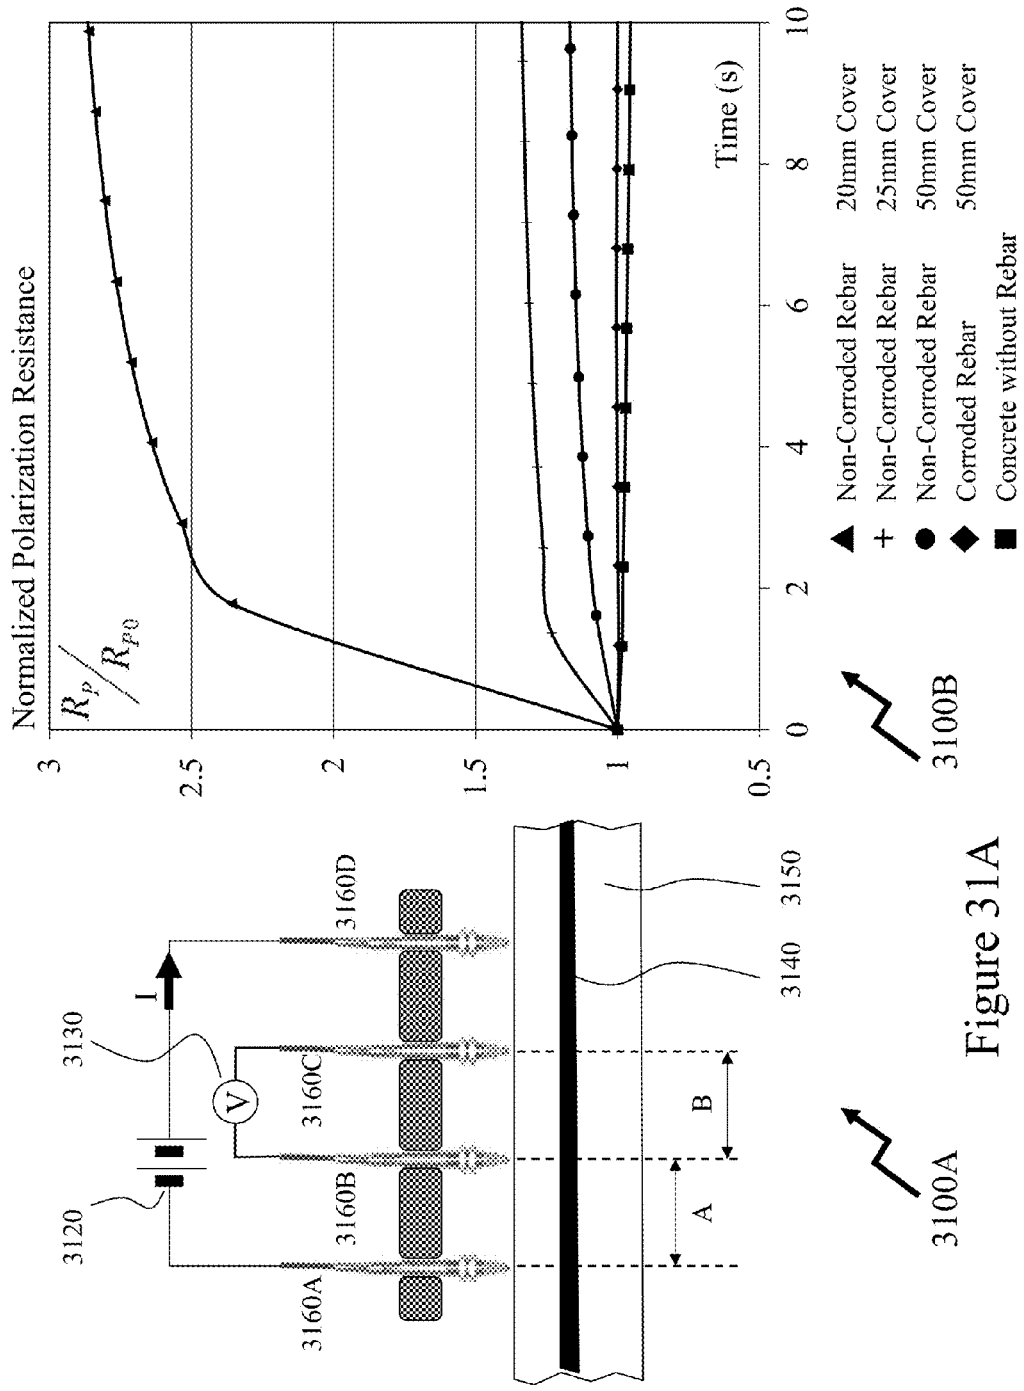 3120
3130
I
V
3160A
3160B
3160C
3160D
A
B
3140
3150
3100A
Normalized Polarization Resistance
R_p / R_p0
3
2.5
2
1.5
1
0.5
0
2
4
6
8
10
Time (s)
Non-Corroded Rebar 20mm Cover
Non-Corroded Rebar 25mm Cover
Non-Corroded Rebar 50mm Cover
Corroded Rebar 50mm Cover
Concrete without Rebar
3100B
Figure 31A